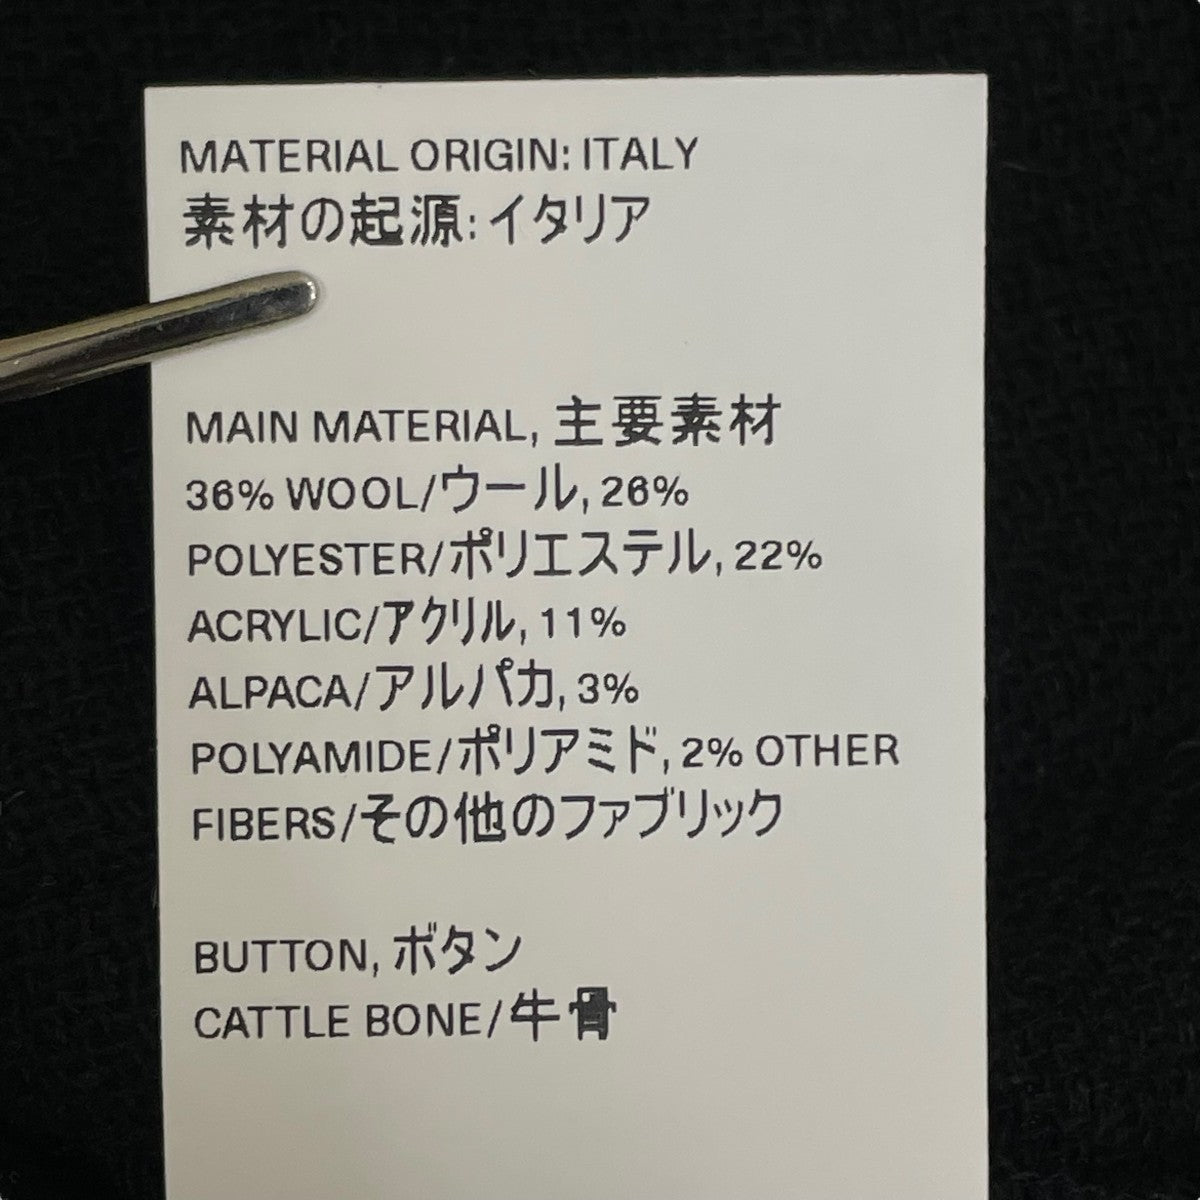 MATERIAL ORIGIN: ITALY
素材の起源: イタリア
MAIN MATERIAL, 主要素材
36% WOOL/ウール, 26%
POLYESTER/ポリエステル, 22%
ACRYLIC/アクリル, 11%
ALPACA/アルパカ, 3%
POLYAMIDE/ポリアミド, 2% OTHER
FIBERS/その他のファブリック
BUTTON, ボタン
CATTLE BONE/牛骨